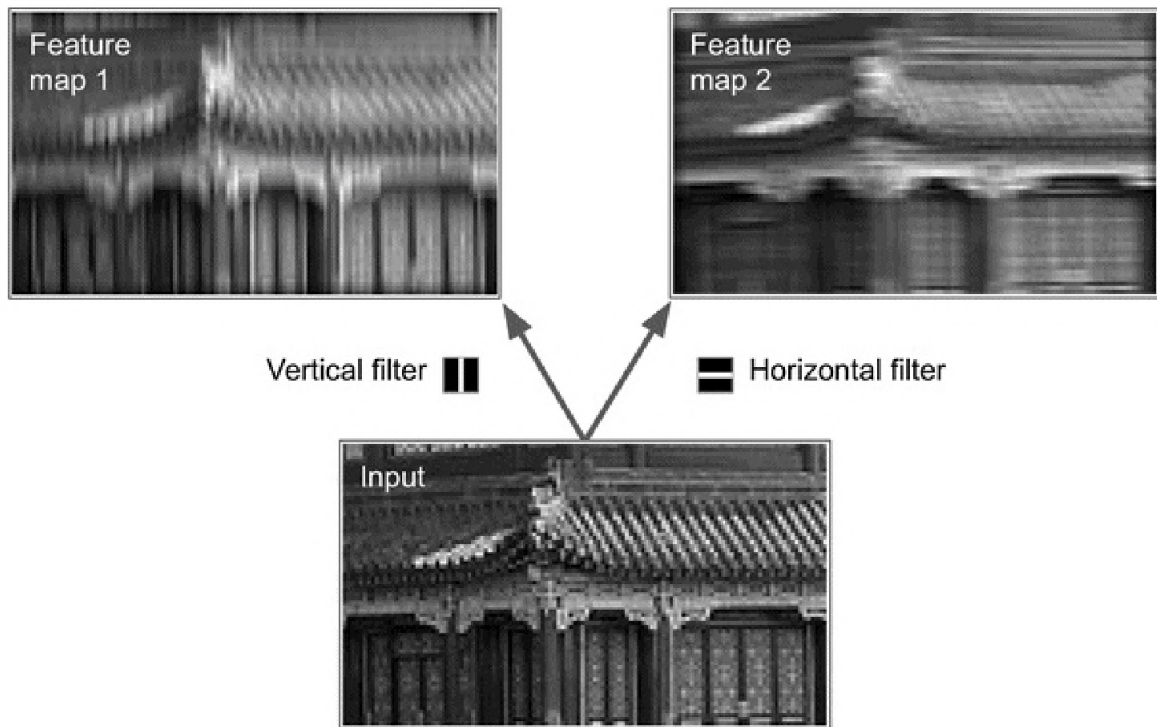 Feature
map 1
Feature
map 2
Vertical filter
Horizontal filter
Input